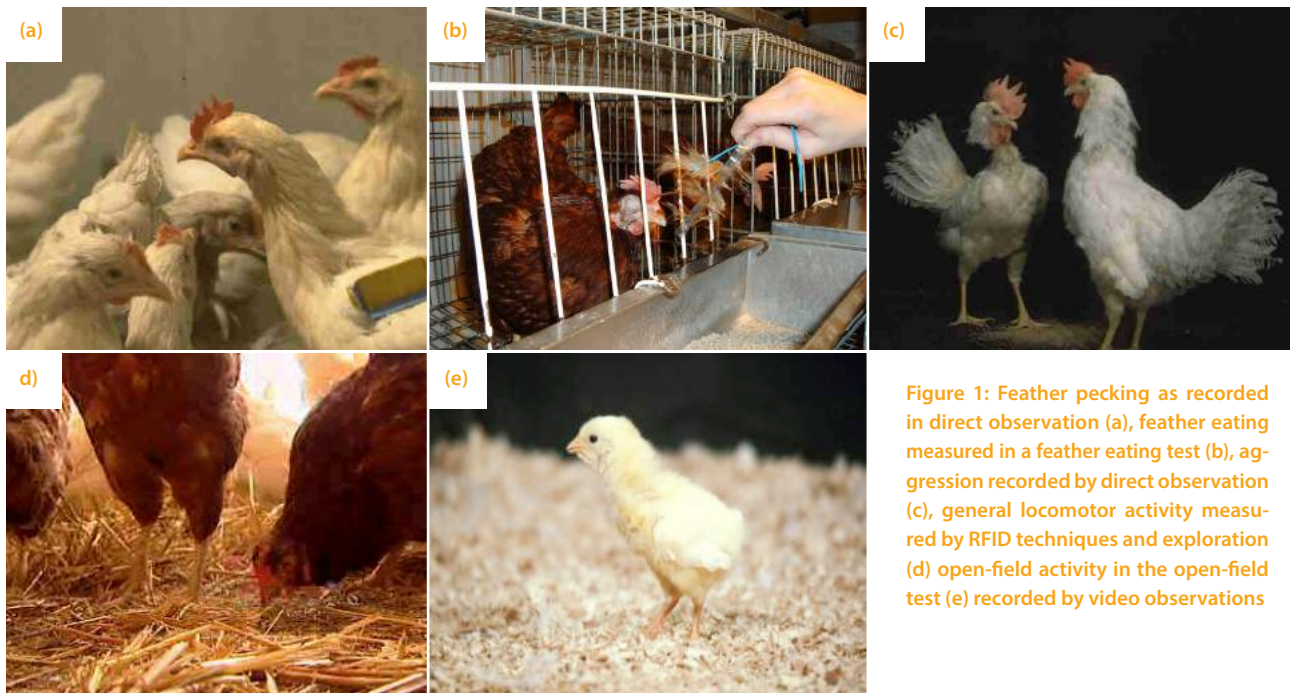 (a)
(b)
(c)
d)
(e)
Figure 1: Feather pecking as recorded
in direct observation (a), feather eating
measured in a feather eating test (b), ag-
gression recorded by direct observation
(c), general locomotor activity measu-
red by RFID techniques and exploration
(d) open-field activity in the open-field
test (e) recorded by video observations